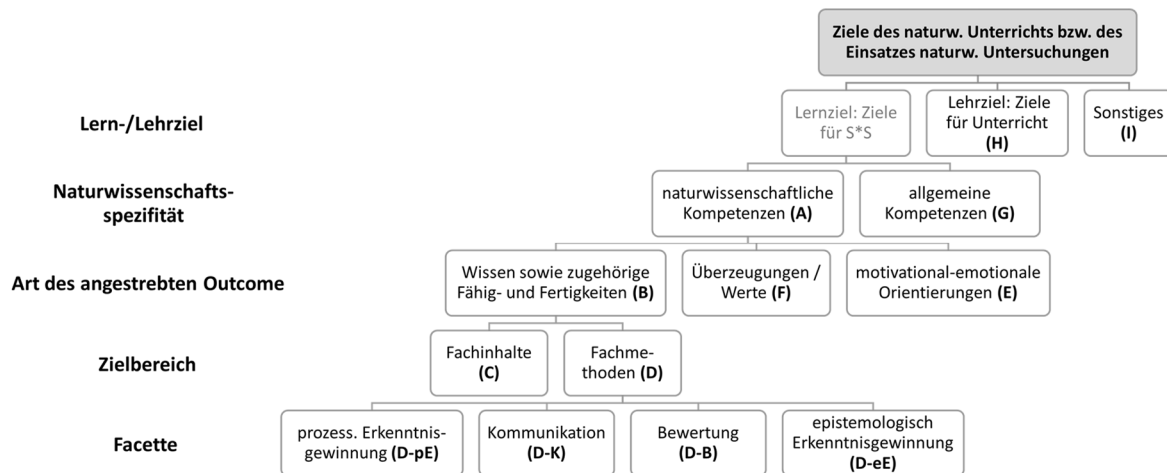 Ziele des naturw. Unterrichts bzw. des
Einsatzes naturw. Untersuchungen
Lern-/Lehrziel
Lernziel: Ziele
für S*S
Lehrziel: Ziele
für Unterricht
(H)
Sonstiges
(I)
Naturwissenschafts-
spezifität
naturwissenschaftliche
Kompetenzen (A)
allgemeine
Kompetenzen (G)
Art des angestrebten Outcome
Wissen sowie zugehörige
Fähig- und Fertigkeiten (B)
Überzeugungen /
Werte (F)
motivational-emotionale
Orientierungen (E)
Zielbereich
Fachinhalte
(C)
Fachme-
thoden (D)
Facette
prozess. Erkenntnis-
gewinnung (D-pE)
Kommunikation
(D-K)
Bewertung
(D-B)
epistemologisch
Erkenntnisgewinnung
(D-eE)